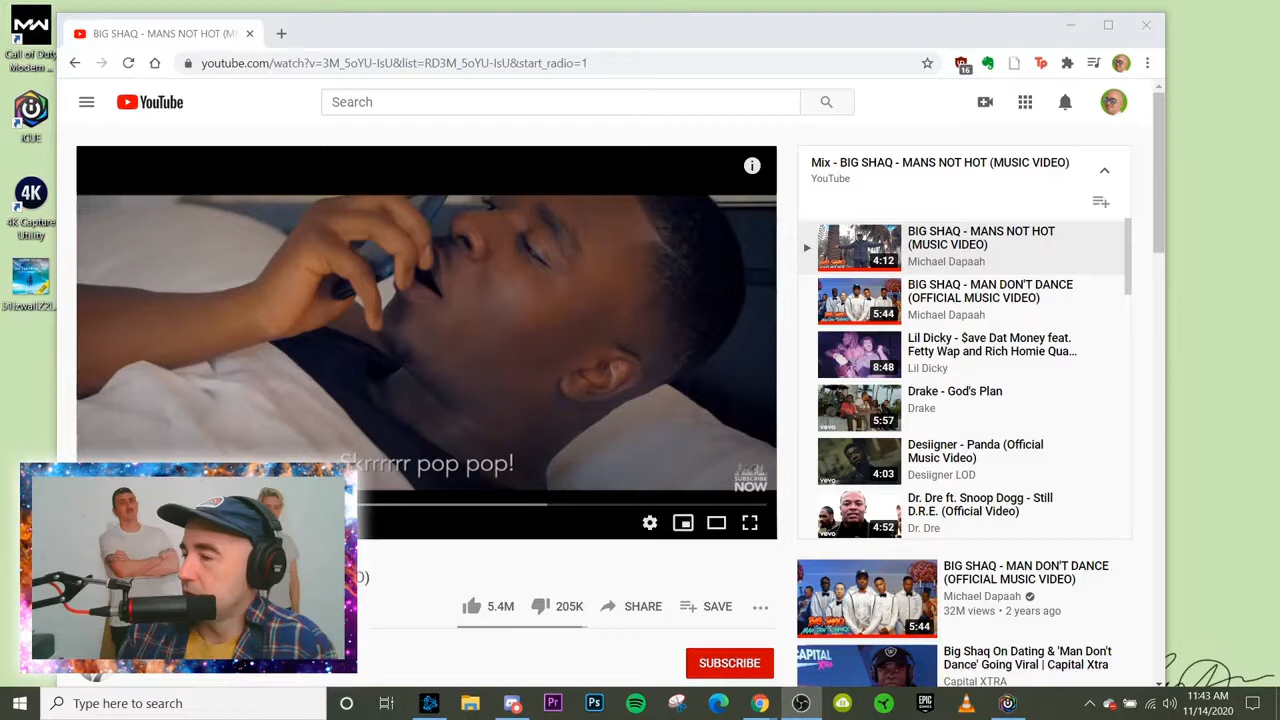 Call of Duty
Modern ...
iCUE
4K
4K Capture
Utility
BIG SHAQ - MANS NOT HOT (M
youtube.com/watch?v=3M_5oYU-IsU&list=RD3M_5oYU-IsU&start_radio=1
16
YouTube
Search
Skrrrrr pop pop!
SUBSCRIBE
NOW
5.4M
205K
SHARE
SAVE
SUBSCRIBE
Mix - BIG SHAQ - MANS NOT HOT (MUSIC VIDEO)
YouTube
BIG SHAQ - MANS NOT HOT
(MUSIC VIDEO)
Michael Dapaah
4:12
BIG SHAQ - MAN DON'T DANCE
(OFFICIAL MUSIC VIDEO)
Michael Dapaah
5:44
Lil Dicky - $ave Dat Money feat.
Fetty Wap and Rich Homie Qua...
Lil Dicky
8:48
Drake - God's Plan
Drake
5:57
Desiigner - Panda (Official
Music Video)
Desiigner LOD
4:03
Dr. Dre ft. Snoop Dogg - Still
D.R.E. (Official Video)
Dr. Dre
4:52
BIG SHAQ - MAN DON'T DANCE
(OFFICIAL MUSIC VIDEO)
Michael Dapaah
32M views • 2 years ago
5:44
Big Shaq On Dating & 'Man Don't
Dance' Going Viral | Capital Xtra
Capital XTRA
CAPITAL
XTRA
Type here to search
Pr
Ps
EPIC
11:43 AM
11/14/2020